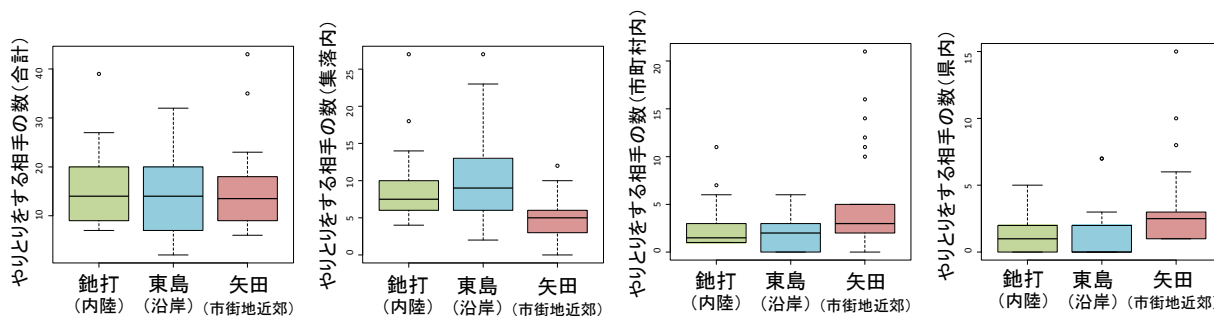 やりとりをする相手の数(合計)
10 20 30 40
釶打 東島 矢田
(内陸) (沿岸) (市街地近郊)
やりとりをする相手の数(集落内)
0 5 10 15 20 25
釶打 東島 矢田
(内陸) (沿岸) (市街地近郊)
やりとりをする相手の数(市町村内)
0 5 10 15 20
釶打 東島 矢田
(内陸) (沿岸) (市街地近郊)
やりとりをする相手の数(県内)
0 5 10 15
釶打 東島 矢田
(内陸) (沿岸) (市街地近郊)